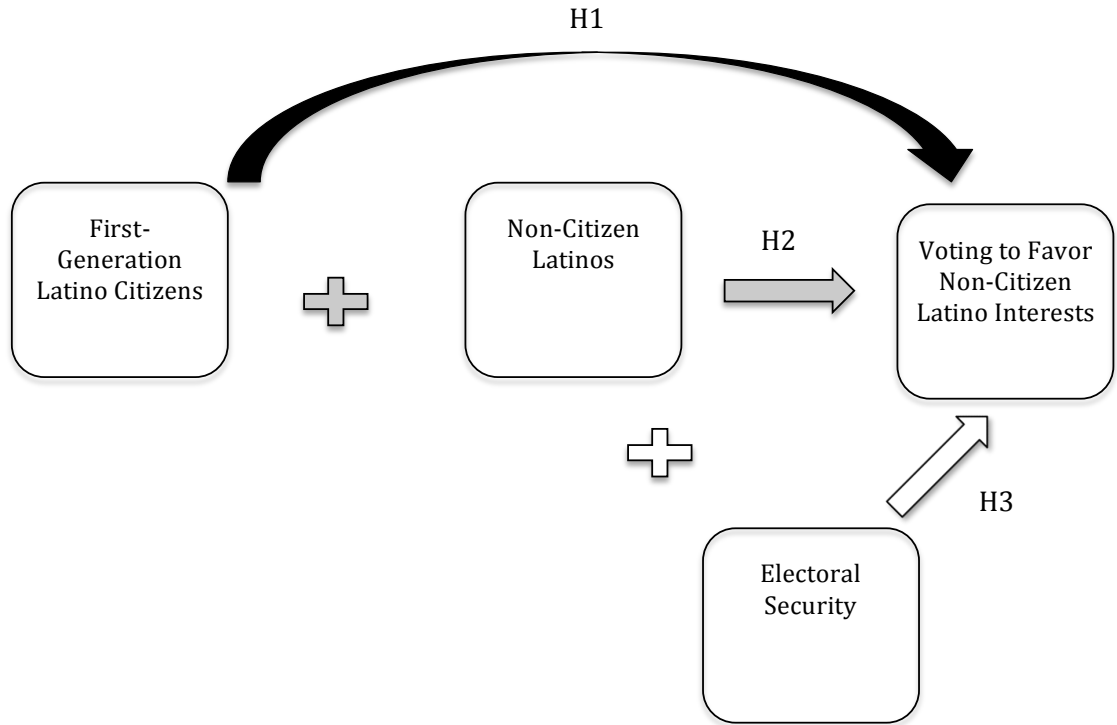 H1
First-
Generation
Latino Citizens
Non-Citizen
Latinos
H2
Voting to Favor
Non-Citizen
Latino Interests
H3
Electoral
Security